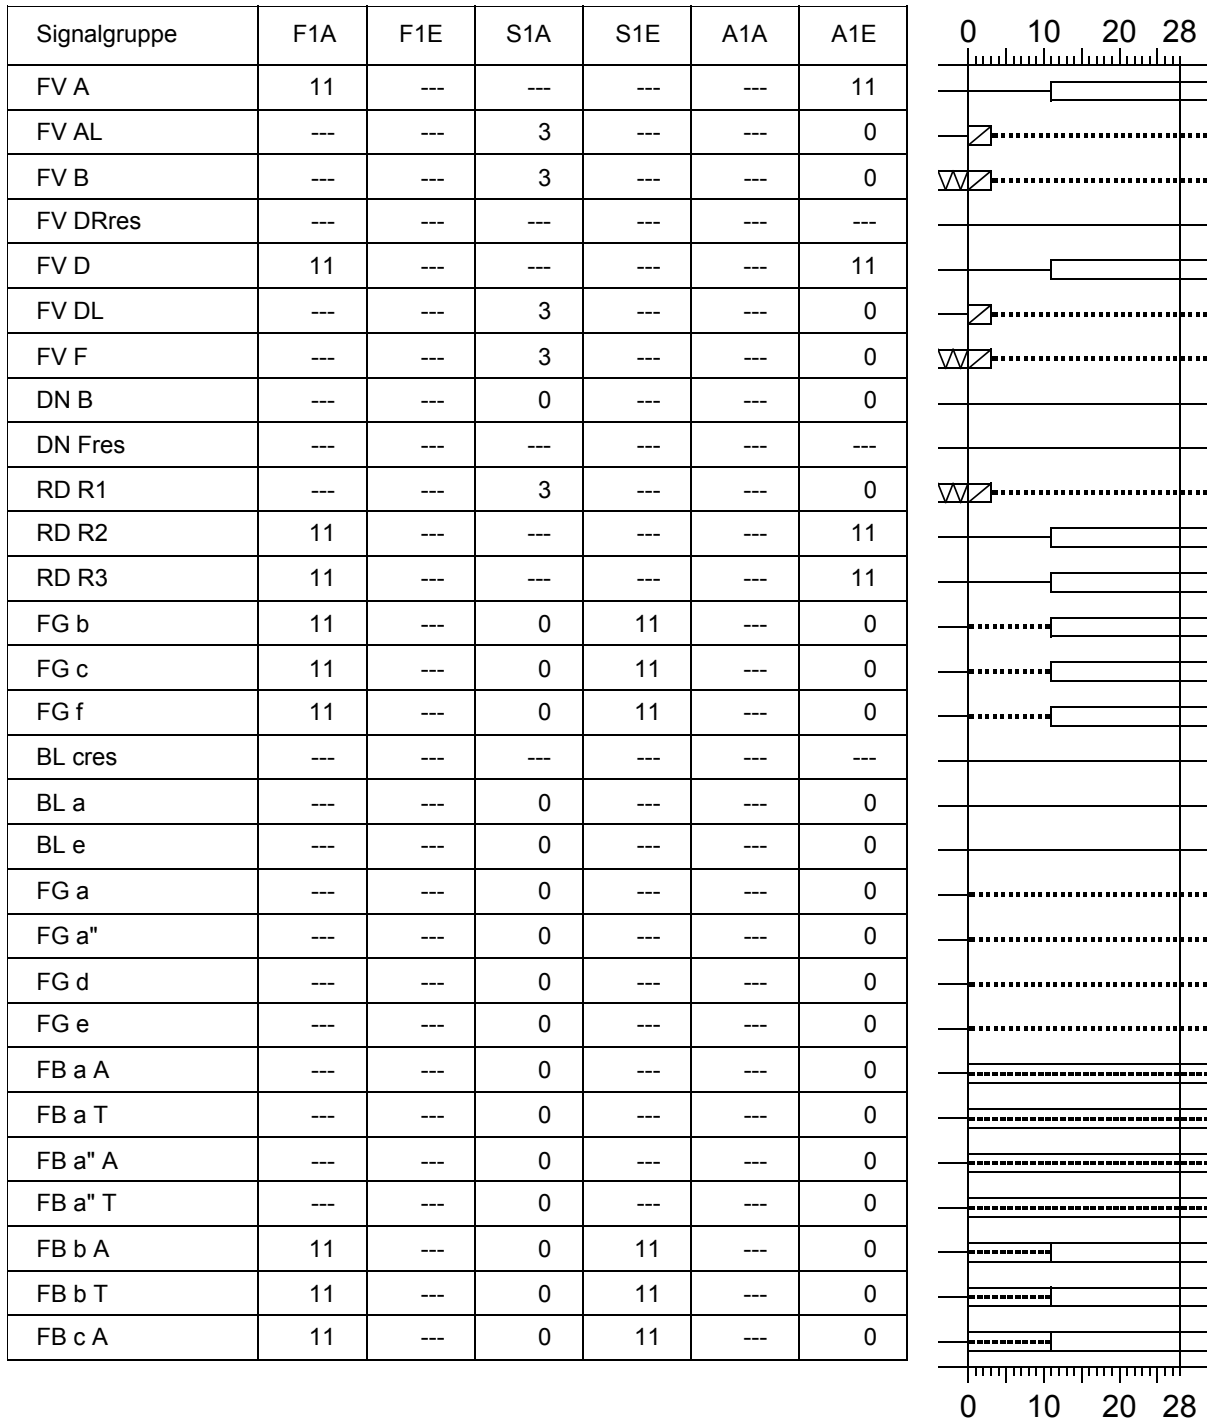 Signalgruppe F1A F1E S1A S1E A1A A1E 0 10 20 28
FV A 11 --- --- --- --- 11
FV AL --- --- 3 --- --- 0
FV B --- --- 3 --- --- 0
FV DRres --- --- --- --- --- ---
FV D 11 --- --- --- --- 11
FV DL --- --- 3 --- --- 0
FV F --- --- 3 --- --- 0
DN B --- --- 0 --- --- 0
DN Fres --- --- --- --- --- ---
RD R1 --- --- 3 --- --- 0
RD R2 11 --- --- --- --- 11
RD R3 11 --- --- --- --- 11
FG b 11 --- 0 11 --- 0
FG c 11 --- 0 11 --- 0
FG f 11 --- 0 11 --- 0
BL cres --- --- --- --- --- ---
BL a --- --- 0 --- --- 0
BL e --- --- 0 --- --- 0
FG a --- --- 0 --- --- 0
FG a" --- --- 0 --- --- 0
FG d --- --- 0 --- --- 0
FG e --- --- 0 --- --- 0
FB a A --- --- 0 --- --- 0
FB a T --- --- 0 --- --- 0
FB a" A --- --- 0 --- --- 0
FB a" T --- --- 0 --- --- 0
FB b A 11 --- 0 11 --- 0
FB b T 11 --- 0 11 --- 0
FB c A 11 --- 0 11 --- 0
0 10 20 28